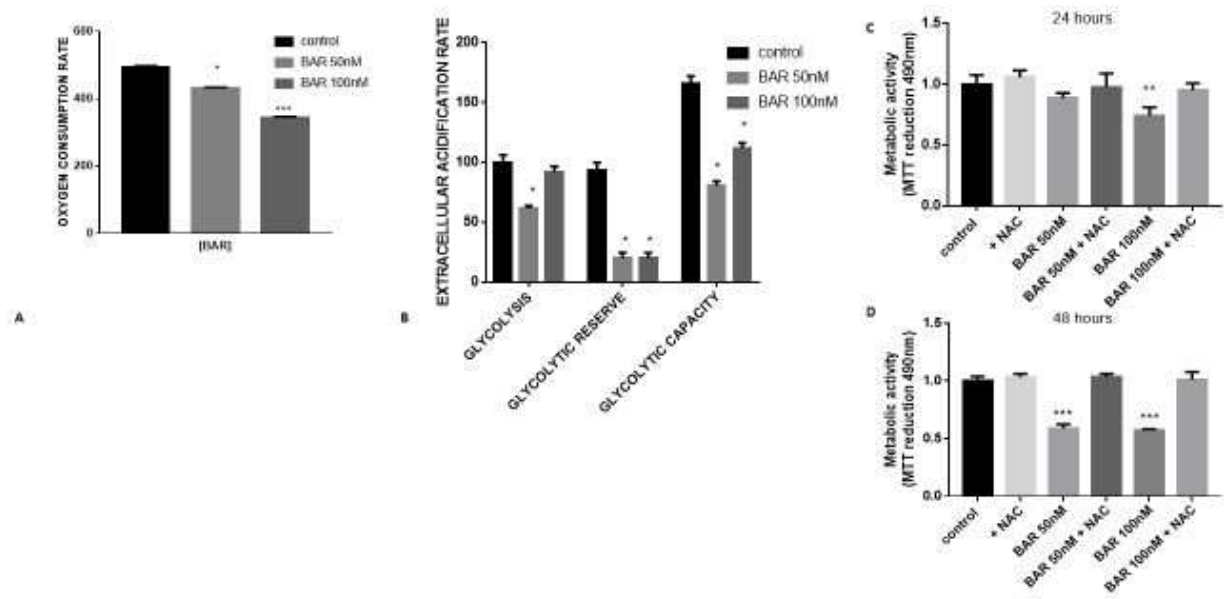 600
400
200
0
OXYGEN CONSUMPTION RATE
*
***
[BAR]
control
BAR 50nM
BAR 100nM
A
200
150
100
50
0
EXTRACELLULAR ACIDIFICATION RATE
control
BAR 50nM
BAR 100nM
*
* *
*
*
GLYCOLYSIS
GLYCOLYTIC RESERVE
GLYCOLYTIC CAPACITY
B
C
24 hours
1.5
1.0
0.5
0.0
Metabolic activity
(MTT reduction 490nm)
**
control
+ NAC
BAR 50nM
BAR 50nM + NAC
BAR 100nM
BAR 100nM + NAC
D
48 hours
1.5
1.0
0.5
0.0
Metabolic activity
(MTT reduction 490nm)
***
***
control
+ NAC
BAR 50nM
BAR 50nM + NAC
BAR 100nM
BAR 100nM + NAC